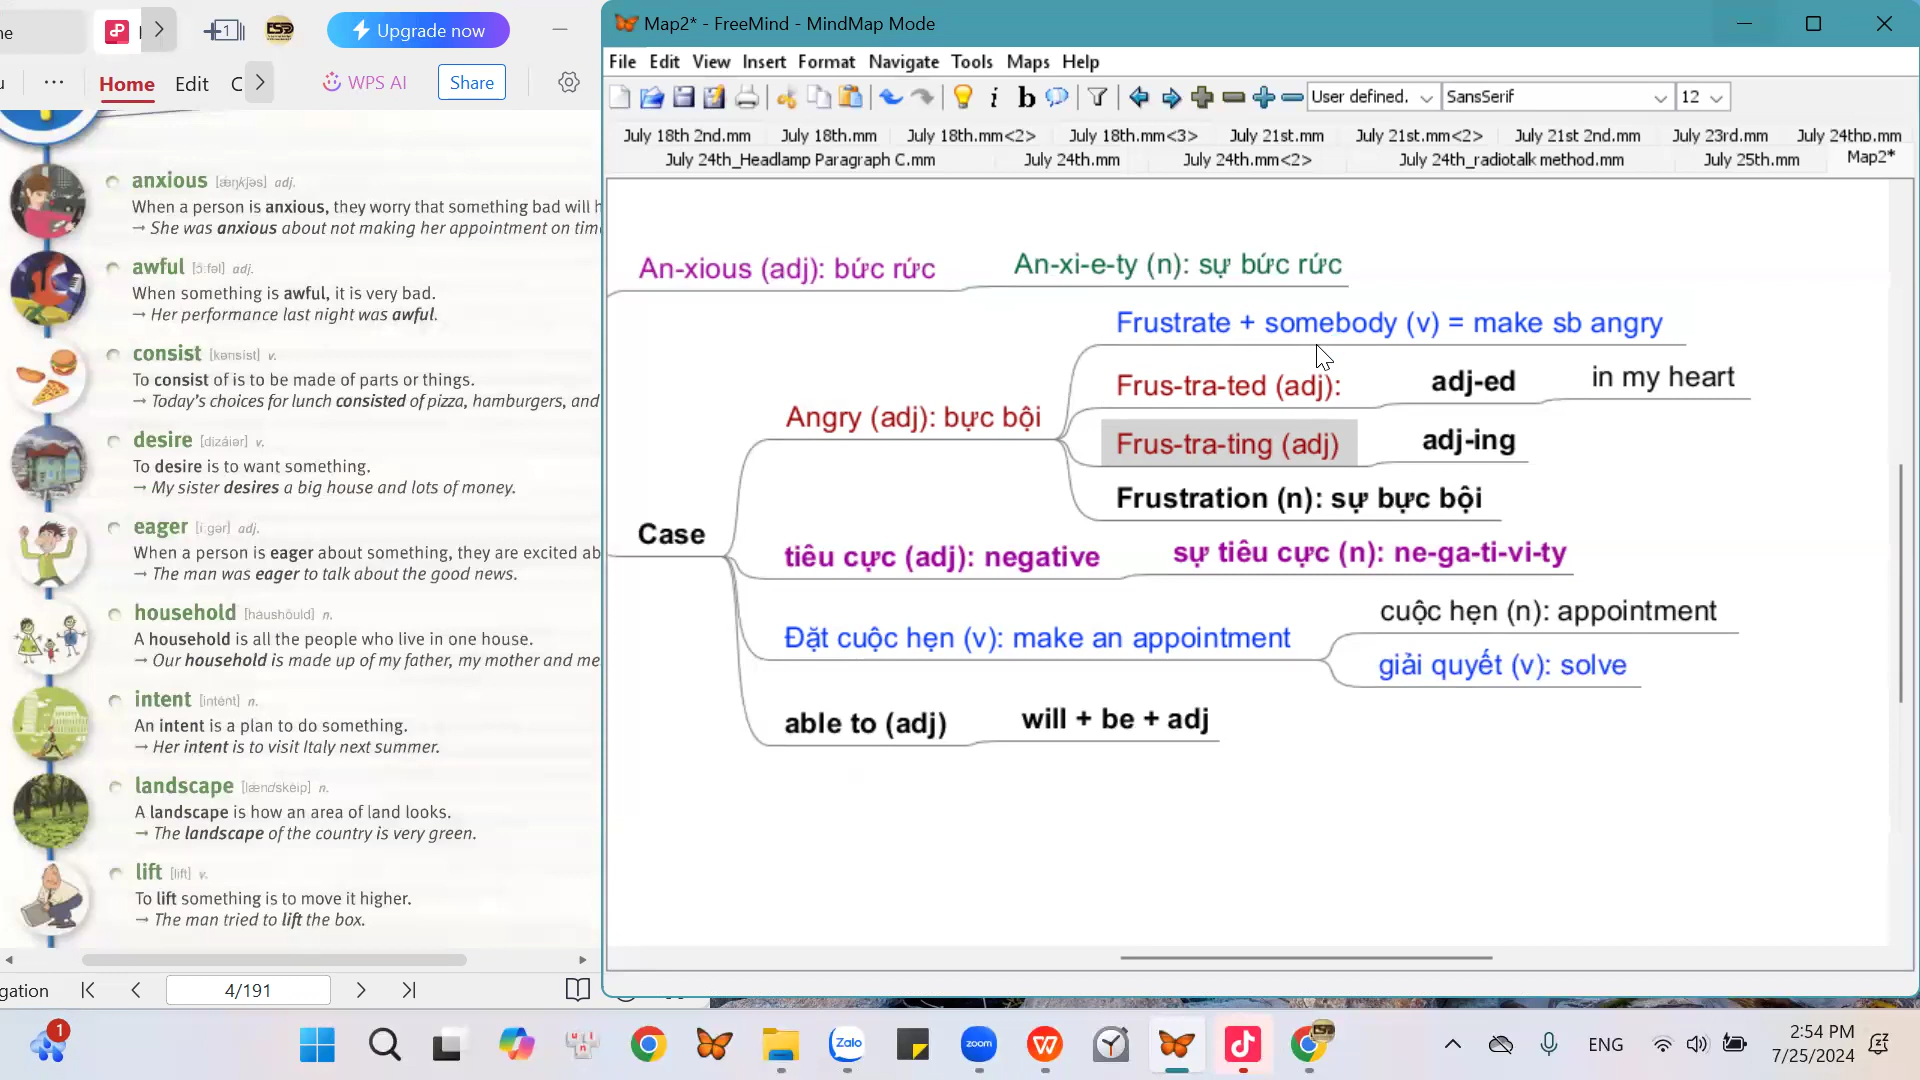 ne
1
Upgrade now
Map2* - FreeMind - MindMap Mode
Home
Edit
C
WPS AI
Share
File Edit View Insert Format Navigate Tools Maps Help
User defined.
SansSerif
12
July 18th 2nd.mm
July 18th.mm
July 18th.mm<2>
July 18th.mm<3>
July 21st.mm
July 21st.mm<2>
July 21st 2nd.mm
July 23rd.mm
July 24thp.mm
July 24th_Headlamp Paragraph C.mm
July 24th.mm
July 24th.mm<2>
July 24th_radiotalk method.mm
July 25th.mm
Map2*
anxious [ǽŋkʃəs] adj.
When a person is anxious, they worry that something bad will h
→ She was anxious about not making her appointment on tim
awful [ɔ́:fəl] adj.
When something is awful, it is very bad.
→ Her performance last night was awful.
consist [kənsíst] v.
To consist of is to be made of parts or things.
→ Today's choices for lunch consisted of pizza, hamburgers, and
desire [dizáiər] v.
To desire is to want something.
→ My sister desires a big house and lots of money.
eager [í:gər] adj.
When a person is eager about something, they are excited ab
→ The man was eager to talk about the good news.
household [háushòuld] n.
A household is all the people who live in one house.
→ Our household is made up of my father, my mother and me
intent [intént] n.
An intent is a plan to do something.
→ Her intent is to visit Italy next summer.
landscape [lǽndskèip] n.
A landscape is how an area of land looks.
→ The landscape of the country is very green.
lift [lift] v.
To lift something is to move it higher.
→ The man tried to lift the box.
An-xious (adj): bức rức
An-xi-e-ty (n): sự bức rức
Frustrate + somebody (v) = make sb angry
Frus-tra-ted (adj):
adj-ed
in my heart
Angry (adj): bực bội
Frus-tra-ting (adj)
adj-ing
Frustration (n): sự bực bội
Case
tiêu cực (adj): negative
sự tiêu cực (n): ne-ga-ti-vi-ty
cuộc hẹn (n): appointment
Đặt cuộc hẹn (v): make an appointment
giải quyết (v): solve
able to (adj)
will + be + adj
gation
4/191
1
Zalo
zoom
ENG
2:54 PM
7/25/2024